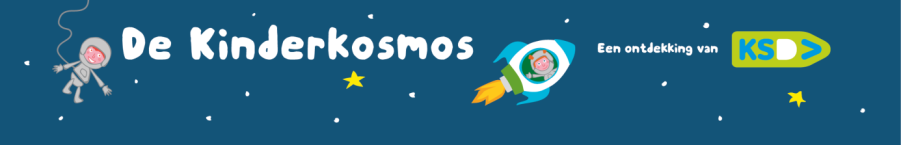 De Kinderkosmos
Een ontdekking van KSD>